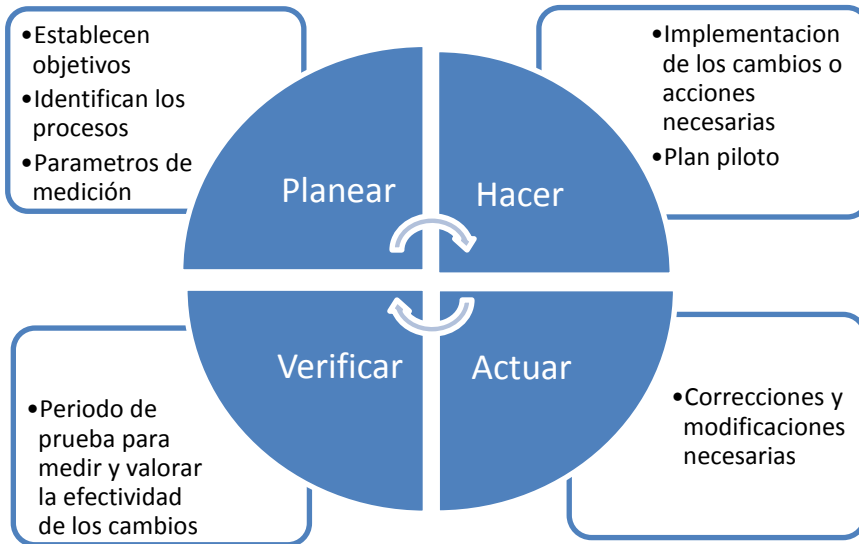 •Establecen
objetivos
•Identifican los
procesos
•Parametros de
medición
Planear
•Implementacion
de los cambios o
acciones
necesarias
•Plan piloto
Hacer
•Periodo de
prueba para
medir y valorar
la efectividad
de los cambios
Verificar
Actuar
•Correcciones y
modificaciones
necesarias